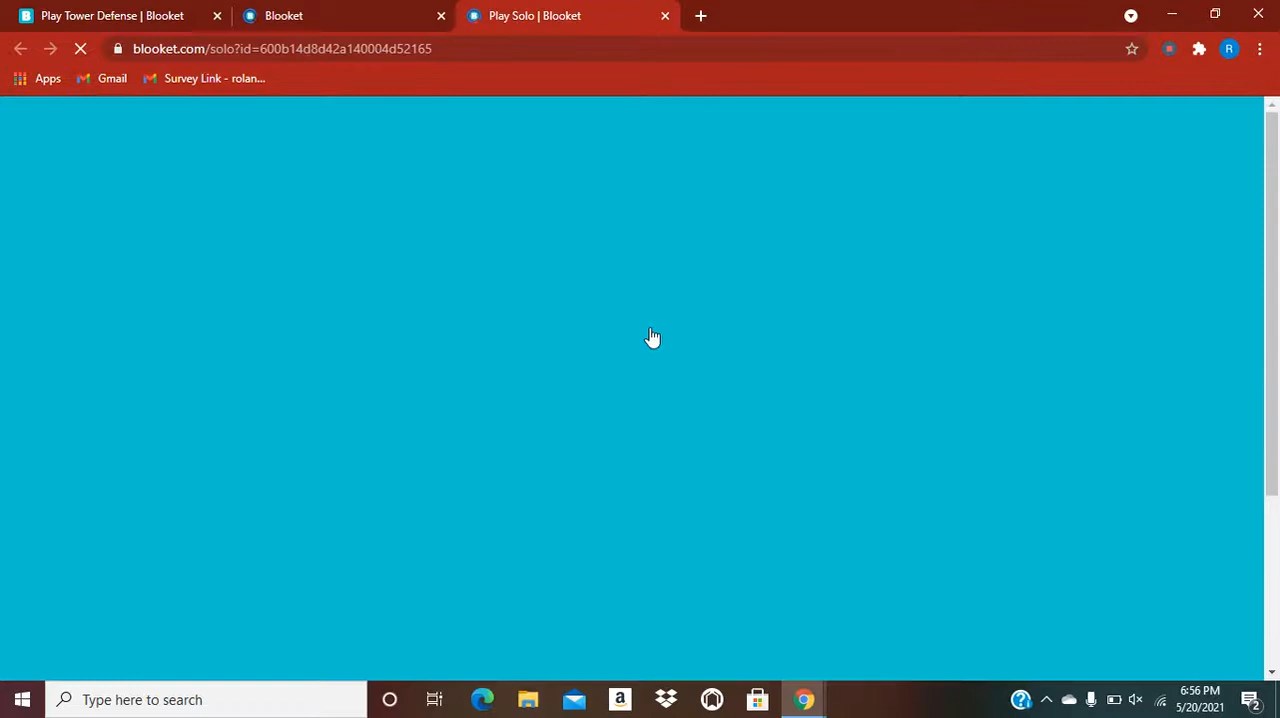 Play Tower Defense | Blooket
Blooket
Play Solo | Blooket
blooket.com/solo?id=600b14d8d42a140004d52165
R
Apps
Gmail
Survey Link - rolan...
Type here to search
6:56 PM
5/20/2021
2